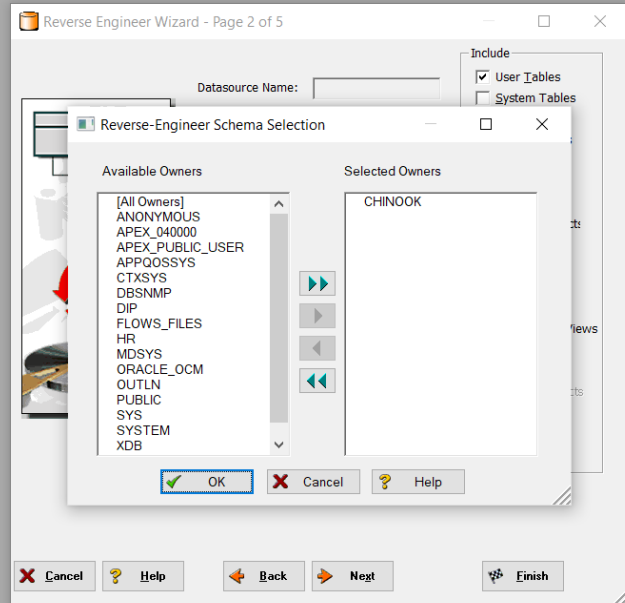 Reverse Engineer Wizard - Page 2 of 5
Include
User Tables
Datasource Name:
System Tables
Reverse-Engineer Schema Selection
Available Owners
Selected Owners
[All Owners]
CHINOOK
ANONYMOUS
APEX_040000
APEX_PUBLIC_USER
APPQOSSYS
CTXSYS
DBSNMP
DIP
FLOWS_FILES
HR
MDSYS
ORACLE_OCM
OUTLN
PUBLIC
SYS
SYSTEM
XDB
OK
Cancel
Help
Cancel
Help
Back
Next
Finish